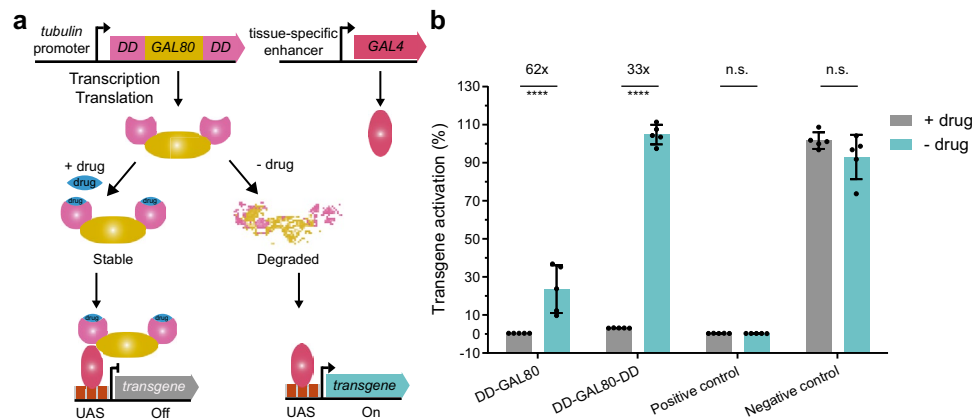 a
tubulin
promoter
DD GAL80 DD
tissue-specific
enhancer
GAL4
Transcription
Translation
+ drug
drug
- drug
drug drug
Stable
Degraded
drug drug
transgene
UAS Off
transgene
UAS On
b
62x 33x n.s. n.s.
**** ****
Transgene activation (%)
130
110
90
70
50
30
10
0
-10
DD-GAL80
DD-GAL80-DD
Positive control
Negative control
+ drug
- drug